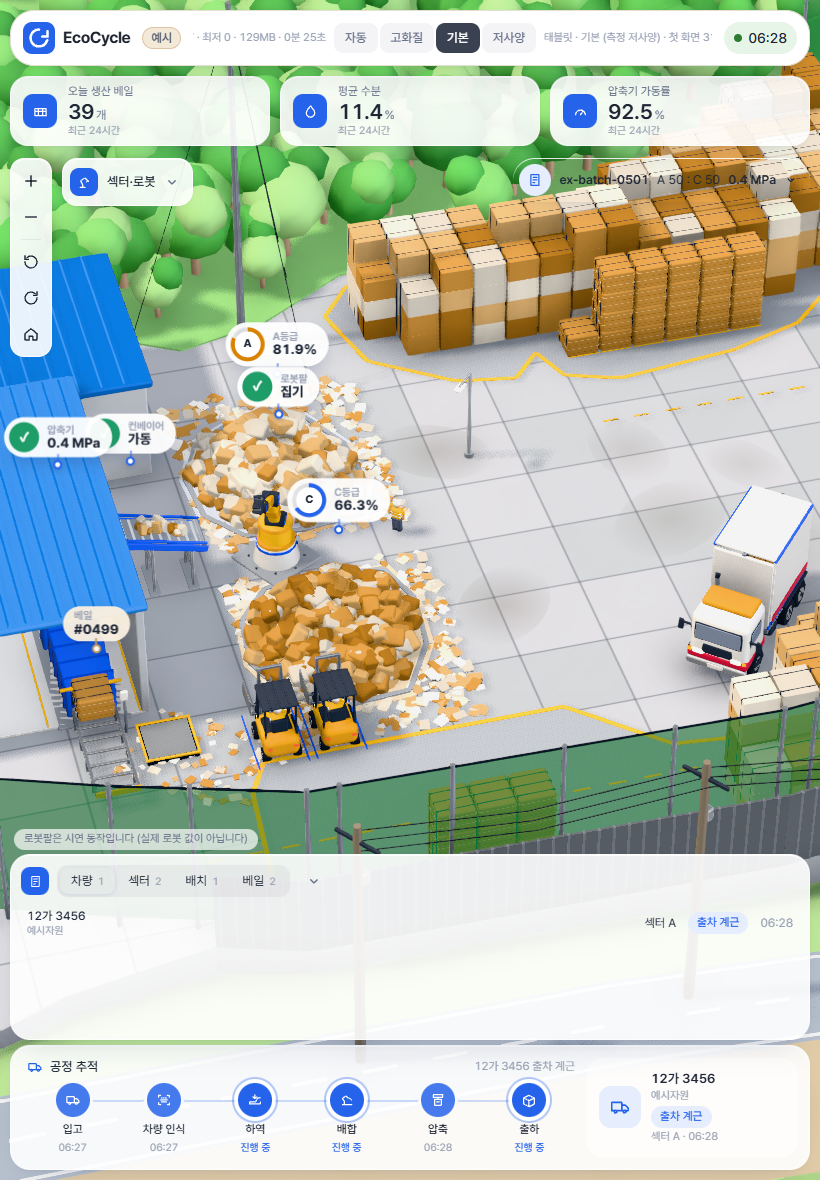 EcoCycle
예시
· 최저 0 · 129MB · 0분 25초
자동
고화질
기본
저사양
태블릿 · 기본 (측정 저사양) · 첫 화면 3
06:28
오늘 생산 베일
39개
최근 24시간
평균 수분
11.4%
최근 24시간
압축기 가동률
92.5%
최근 24시간
섹터·로봇
ex-batch-0501 A 50 : C 50 0.4 MPa
A
A등급
81.9%
로봇팔
집기
압축기
0.4 MPa
컨베이어
가동
C
C등급
66.3%
베일
#0499
로봇팔은 시연 동작입니다 (실제 로봇 값이 아닙니다)
차량 1
섹터 2
배치 1
베일 2
12가 3456
예시자원
섹터 A
출차 계근
06:28
공정 추적
12가 3456 출차 계근
입고
06:27
차량 인식
06:27
하역
진행 중
배합
진행 중
압축
06:28
출하
진행 중
12가 3456
예시자원
출차 계근
섹터 A · 06:28